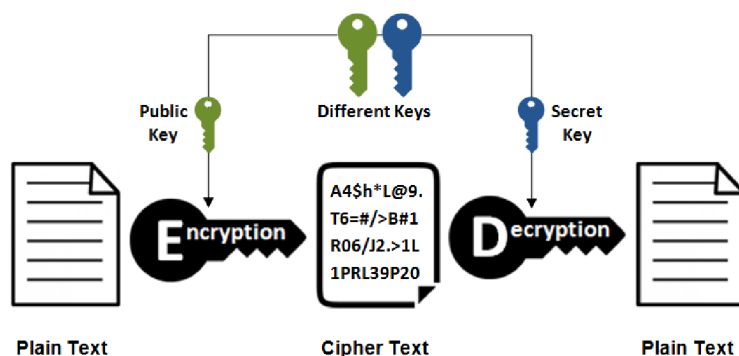 Public
Key
Different Keys
Secret
Key
Encryption
A4$h*L@9.
T6=#/>B#1
R06/J2.>1L
1PRL39P20
Decryption
Plain Text
Cipher Text
Plain Text